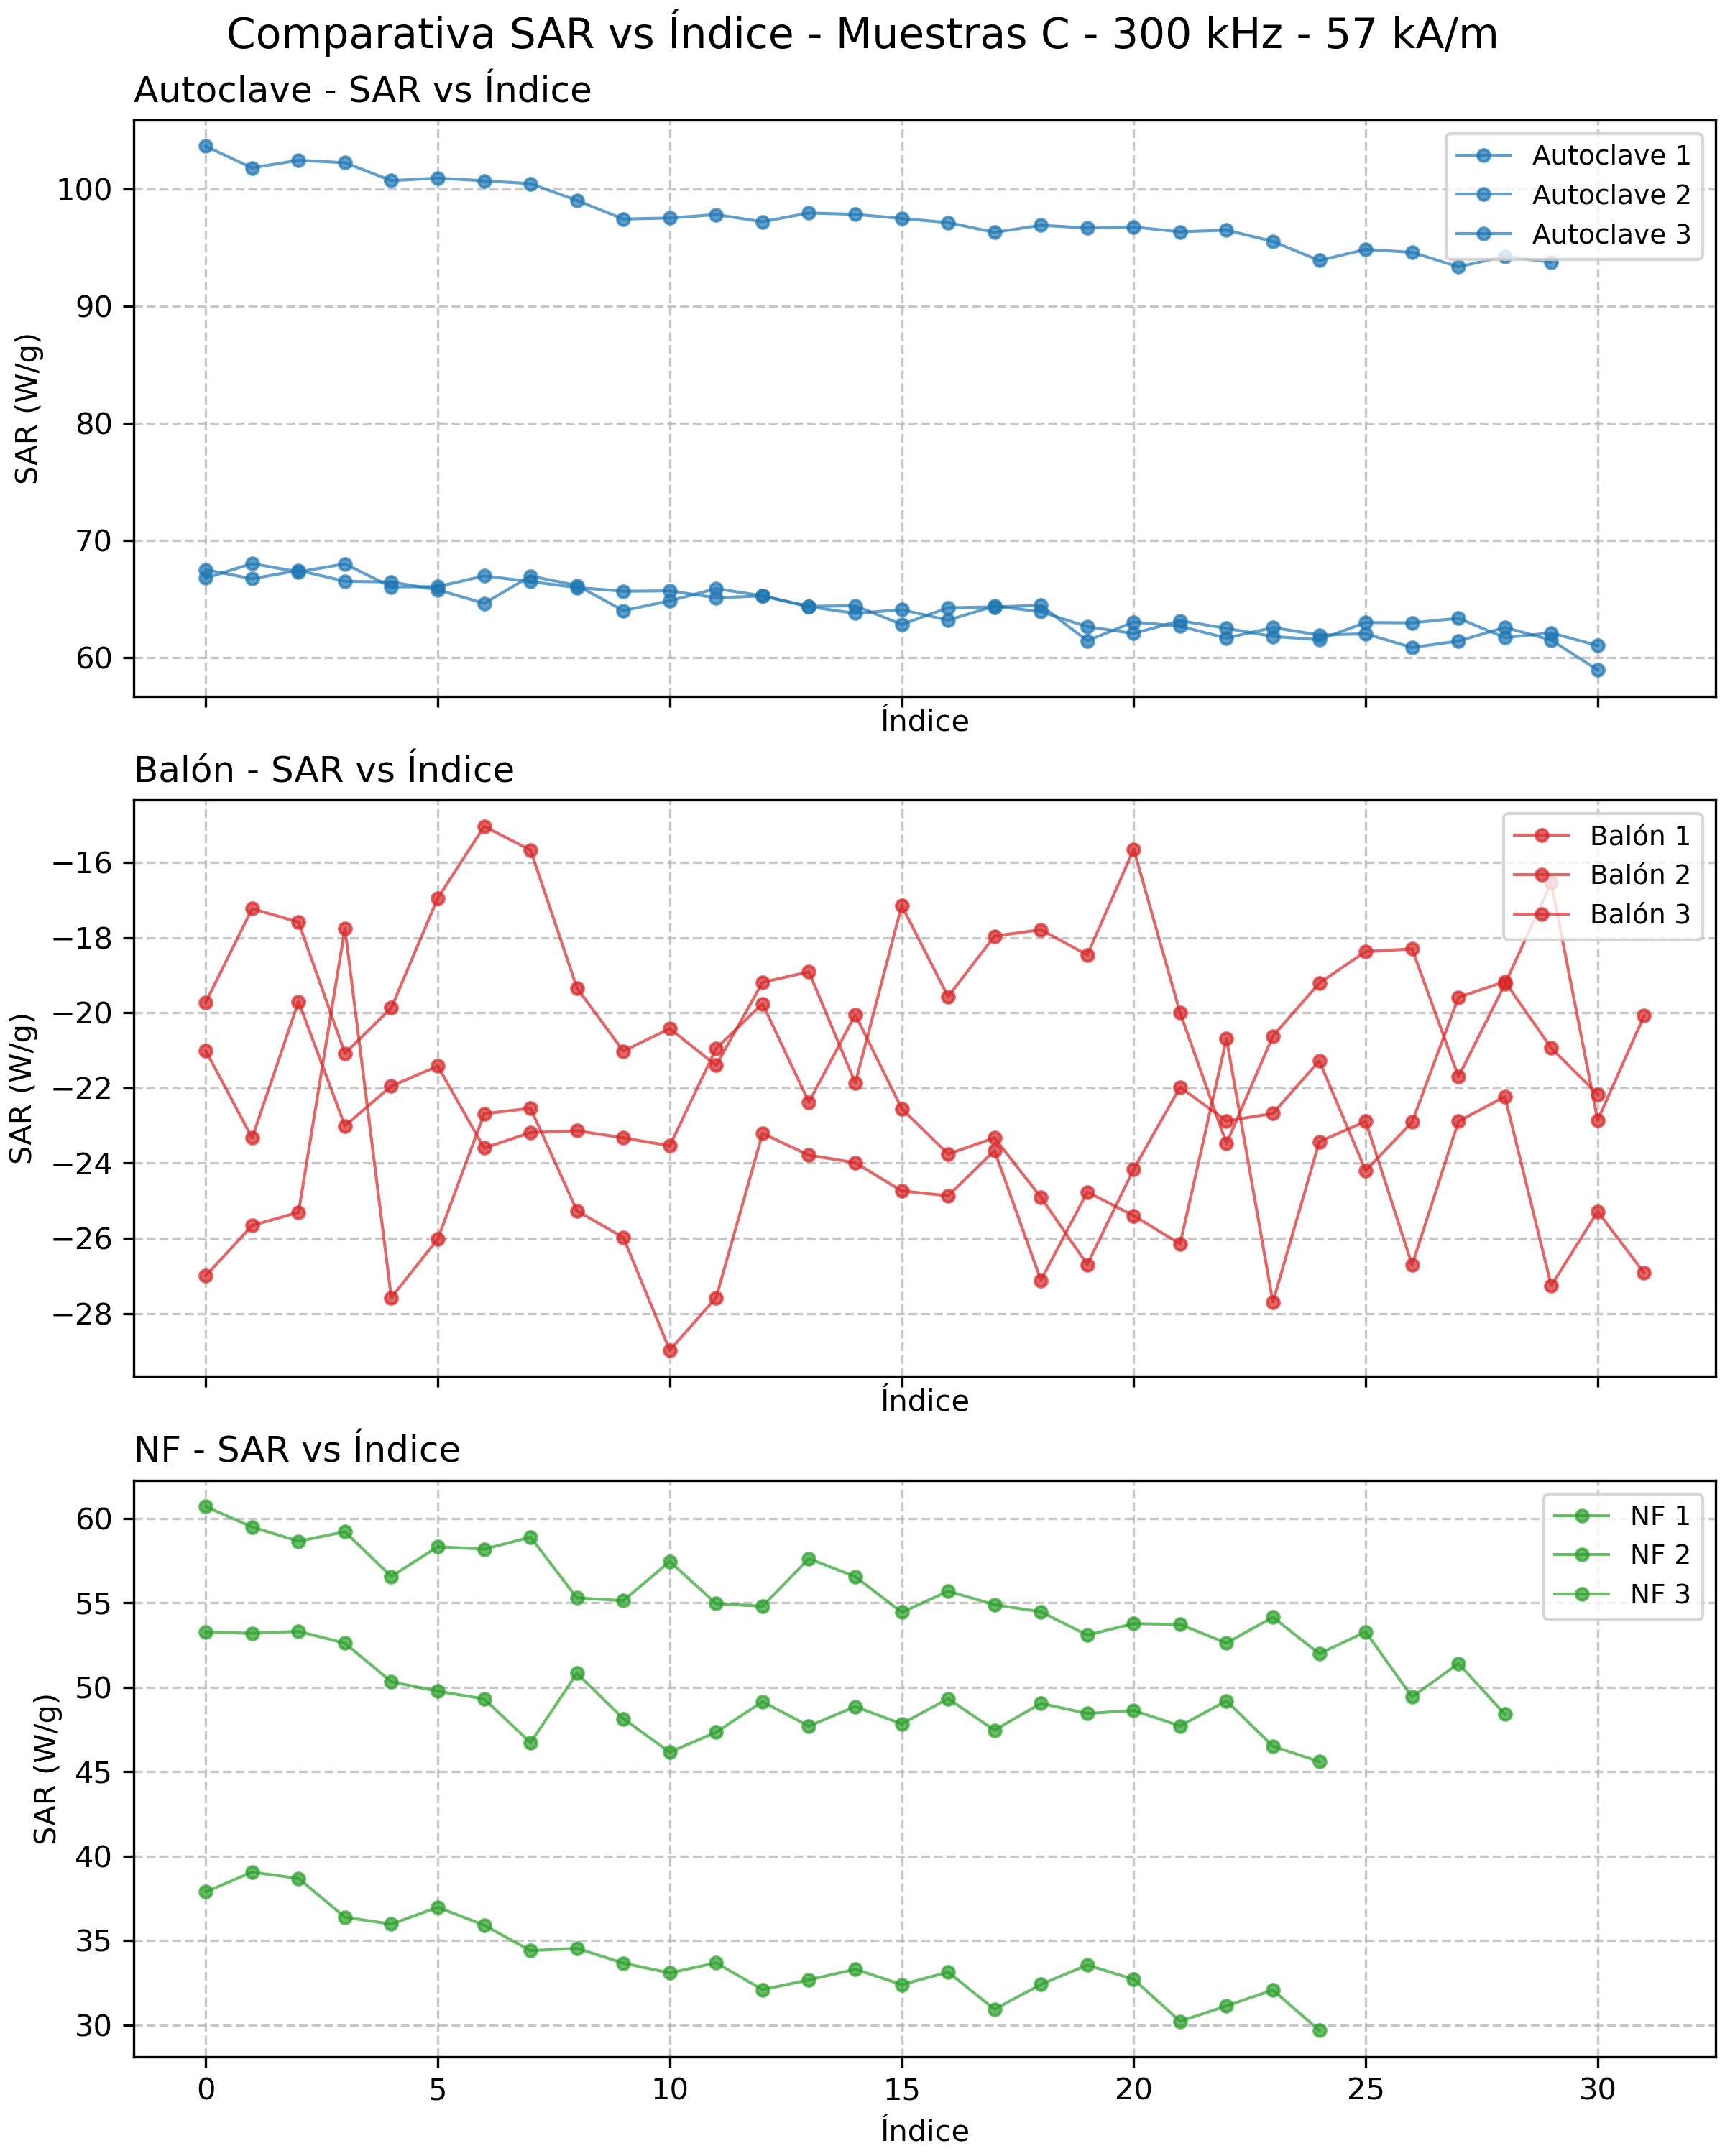 Comparativa SAR vs Índice - Muestras C - 300 kHz - 57 kA/m
Autoclave - SAR vs Índice
Autoclave 1
Autoclave 2
Autoclave 3
100
90
80
70
60
SAR (W/g)
Índice
Balón - SAR vs Índice
Balón 1
Balón 2
Balón 3
−16
−18
−20
−22
−24
−26
−28
SAR (W/g)
Índice
NF - SAR vs Índice
NF 1
NF 2
NF 3
60
55
50
45
40
35
30
SAR (W/g)
0 5 10 15 20 25 30
Índice